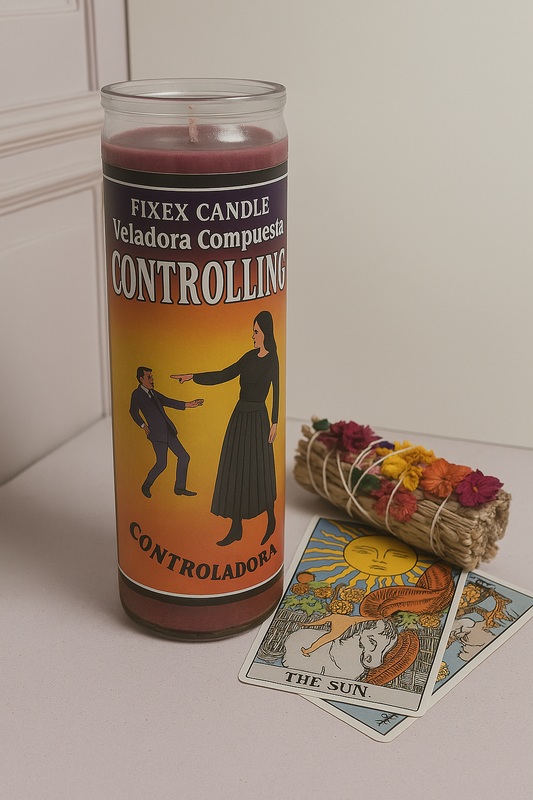 FIXEX CANDLE
Veladora Compuesta
CONTROLLING
CONTROLADORA
THE SUN.